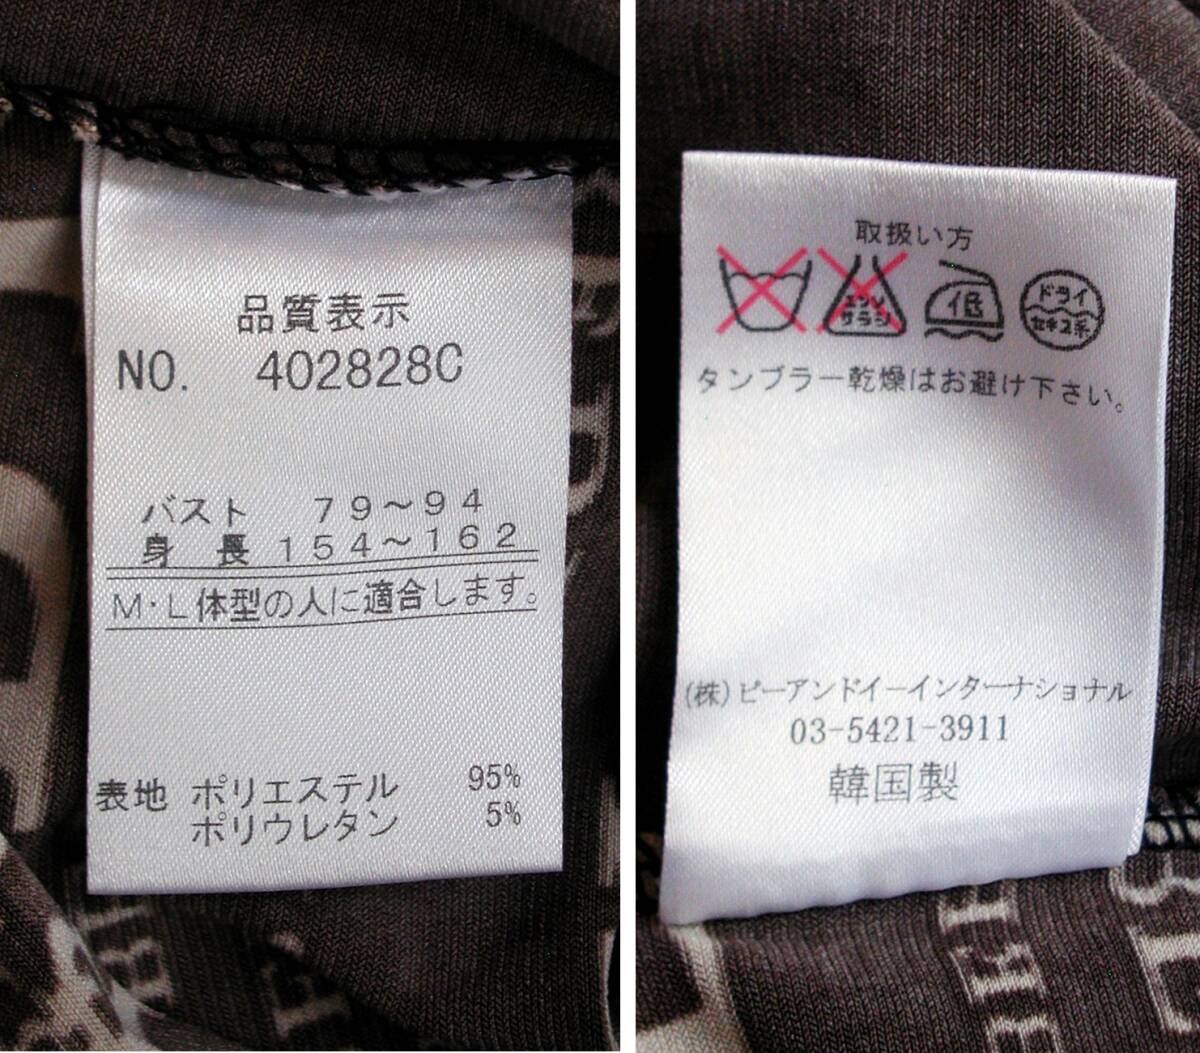 品質表示
NO. 402828C
バスト 79～94
身長 154～162
M・L体型の人に適合します。
表地 ポリエステル 95%
ポリウレタン 5%
取扱い方
エンソ
サラシ
低
ドライ
セキユ系
タンブラー乾燥はお避け下さい。
(株)ピーアンドイーインターナショナル
03-5421-3911
韓国製